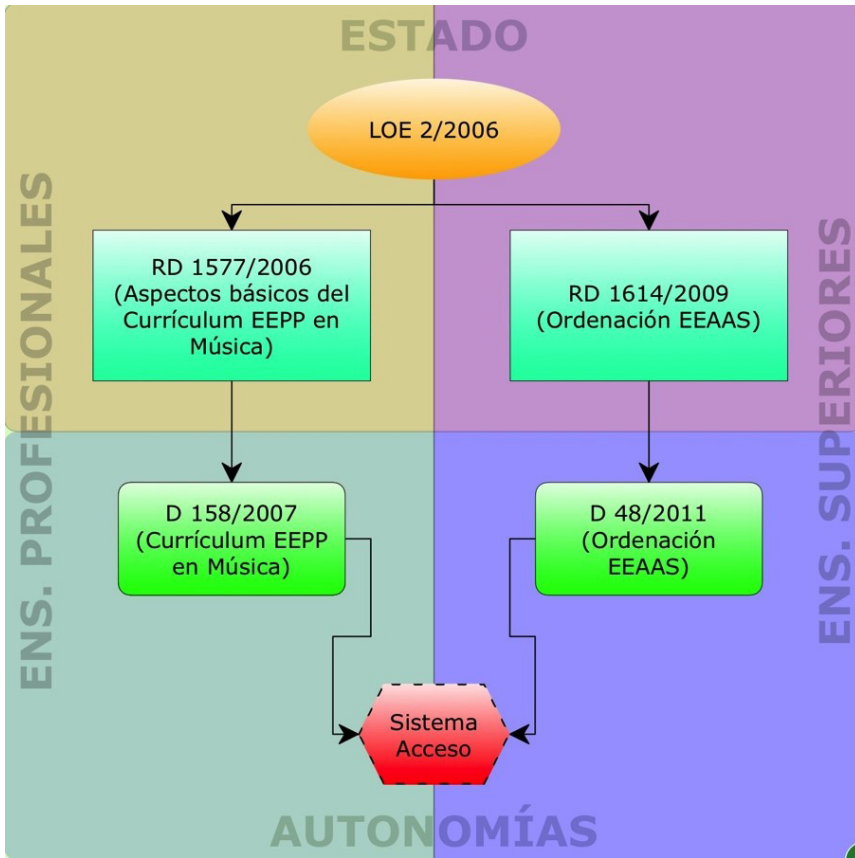 ESTADO
LOE 2/2006
ENS. PROFESIONALES
RD 1577/2006
(Aspectos básicos del
Currículum EEPP en
Música)
RD 1614/2009
(Ordenación EEAAS)
ENS. SUPERIORES
D 158/2007
(Currículum EEPP
en Música)
D 48/2011
(Ordenación
EEAAS)
Sistema
Acceso
AUTONOMÍAS